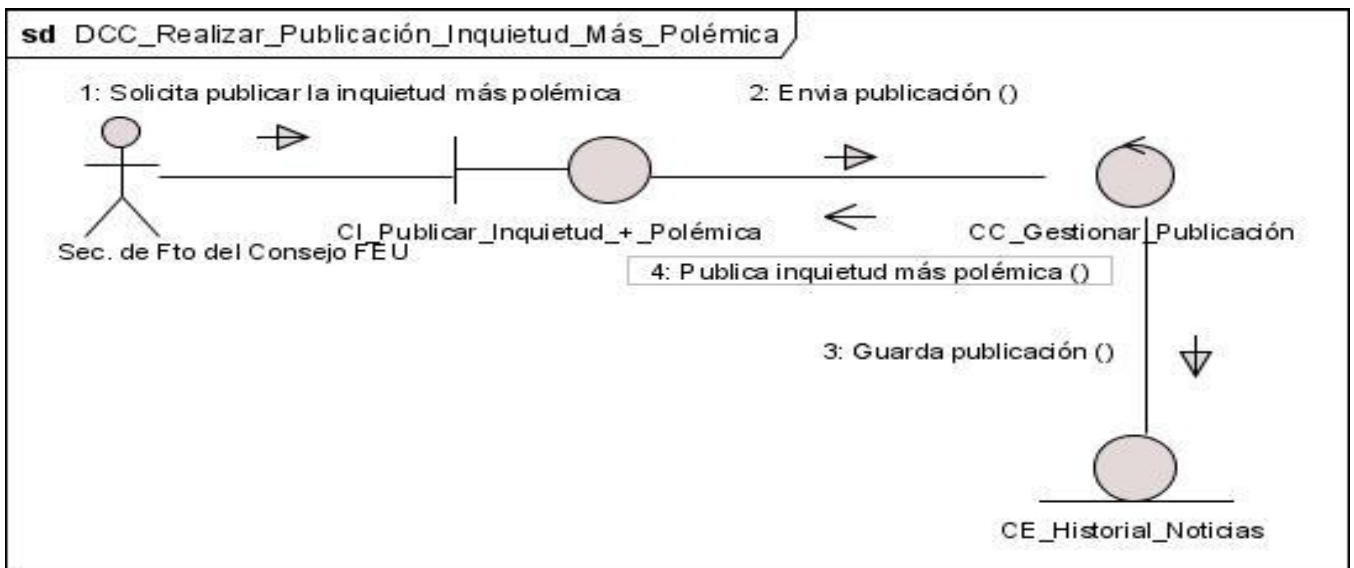 sd DCC_Realizar_Publicación_Inquietud_Más_Polémica
1: Solicita publicar la inquietud más polémica
2: Envia publicación ()
CI_Publicar_Inquietud_+_Polémica
CC_Gestionar_Publicación
Sec. de Fto del Consejo FEU
4: Publica inquietud más polémica ()
3: Guarda publicación ()
CE_Historial_Noticias